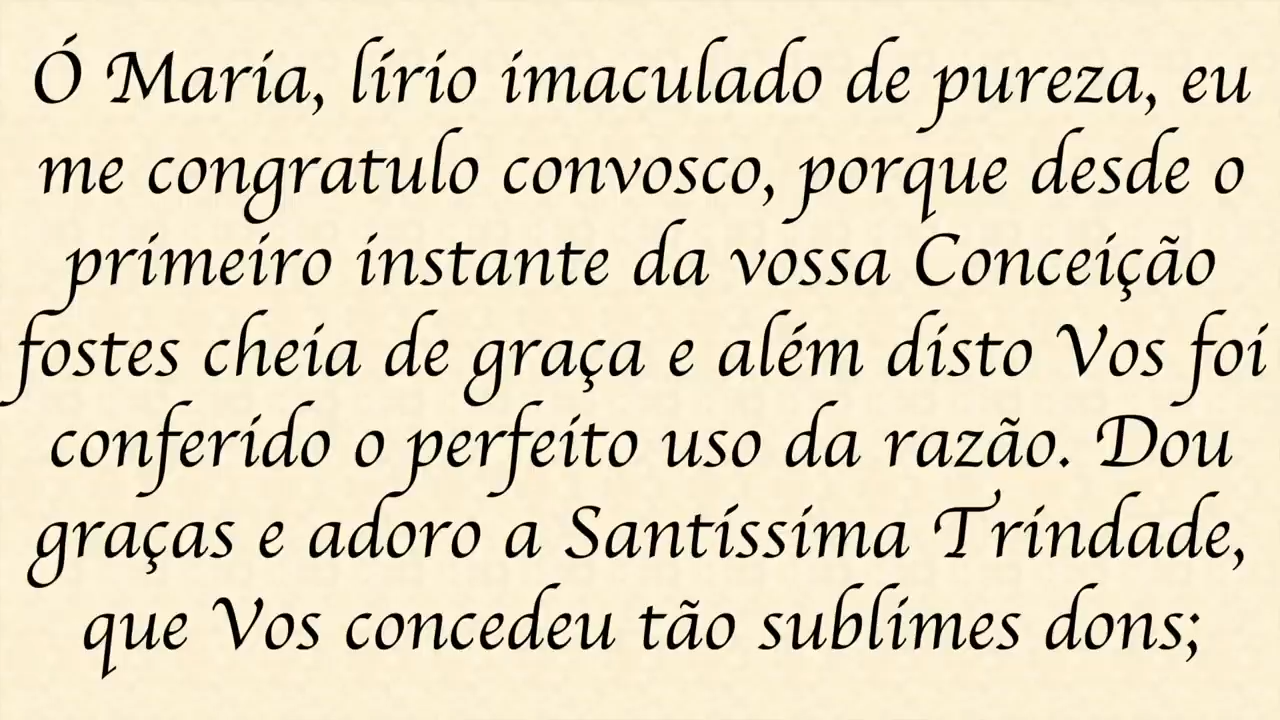 Ó Maria, lírio imaculado de pureza, eu
me congratulo convosco, porque desde o
primeiro instante da vossa Conceição
fostes cheia de graça e além disto Vos foi
conferido o perfeito uso da razão. Dou
graças e adoro a Santíssima Trindade,
que Vos concedeu tão sublimes dons;